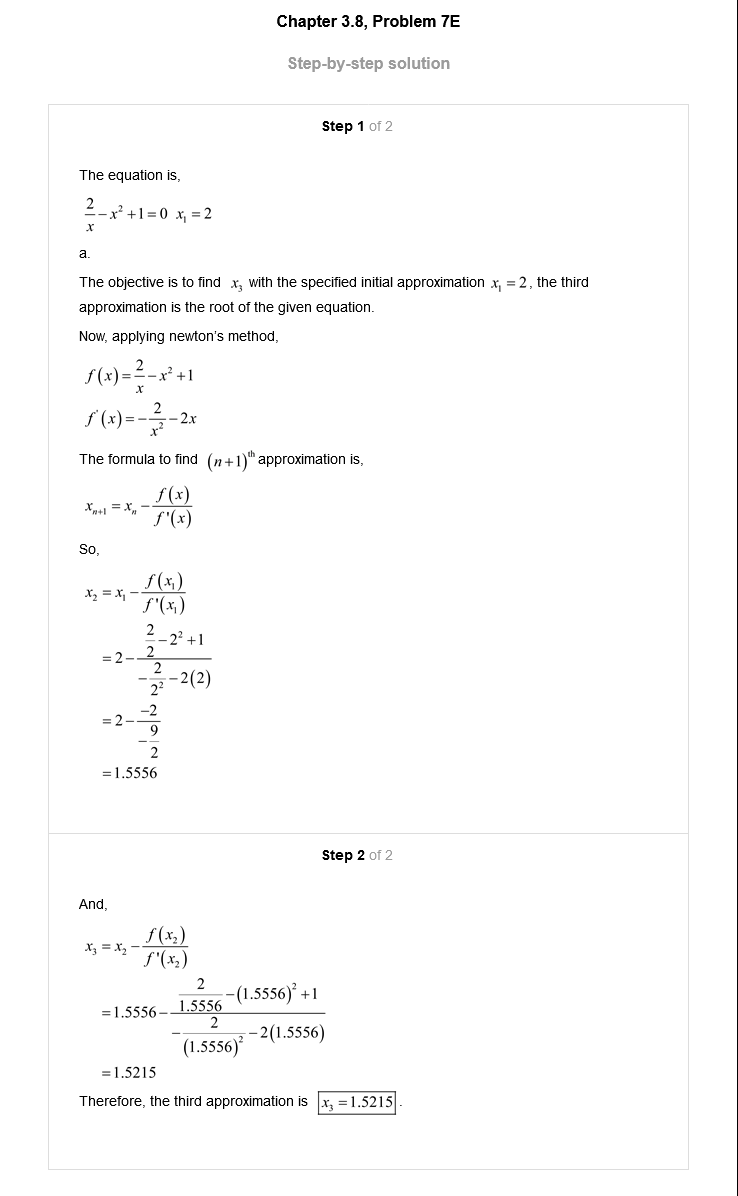 Chapter 3.8, Problem 7E
Step-by-step solution
Step 1 of 2
The equation is,
\frac{2}{x} - x^2 + 1 = 0 \; x_1 = 2
a.
The objective is to find x_3 with the specified initial approximation x_1 = 2, the third
approximation is the root of the given equation.
Now, applying newton's method,
f(x) = \frac{2}{x} - x^2 + 1
f'(x) = -\frac{2}{x^2} - 2x
The formula to find (n+1)^{th} approximation is,
x_{n+1} = x_n - \frac{f(x)}{f'(x)}
So,
x_2 = x_1 - \frac{f(x_1)}{f'(x_1)}
= 2 - \frac{\frac{2}{2} - 2^2 + 1}{-\frac{2}{2^2} - 2(2)}
= 2 - \frac{-2}{-\frac{9}{2}}
= 1.5556
Step 2 of 2
And,
x_3 = x_2 - \frac{f(x_2)}{f'(x_2)}
= 1.5556 - \frac{\frac{2}{1.5556} - (1.5556)^2 + 1}{-\frac{2}{(1.5556)^2} - 2(1.5556)}
= 1.5215
Therefore, the third approximation is x_3 = 1.5215.